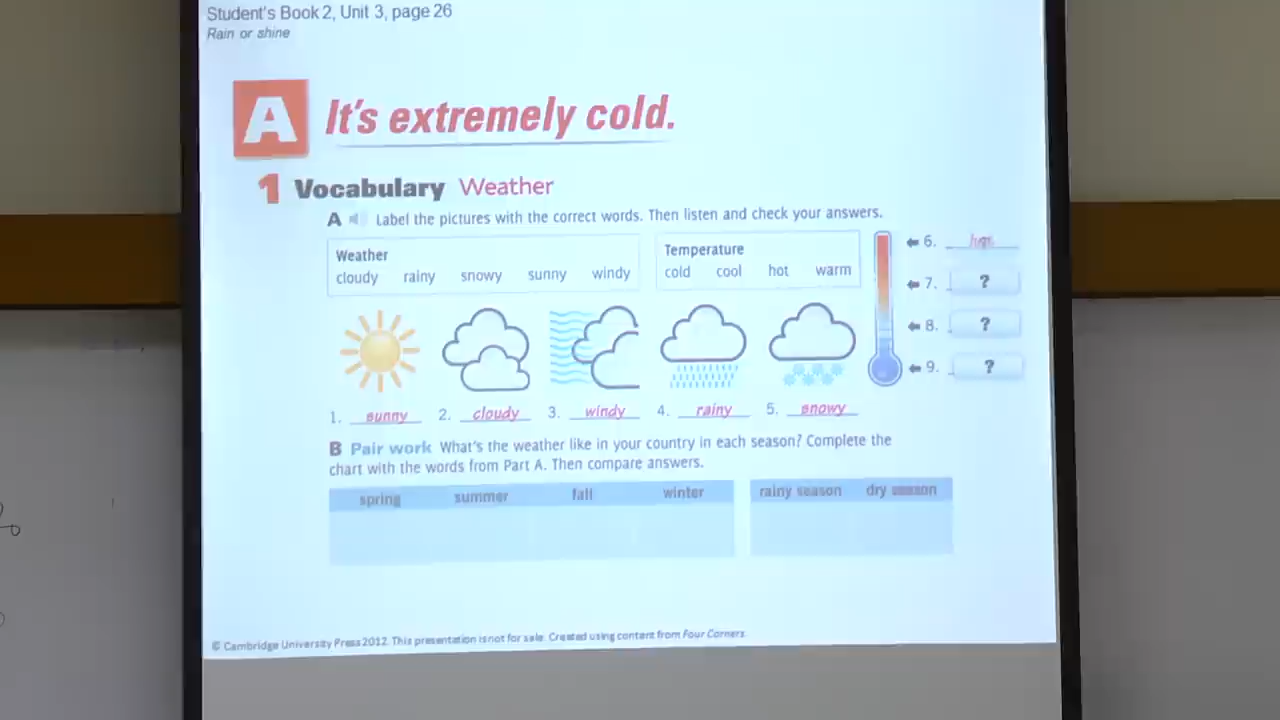 Student's Book 2, Unit 3, page 26
Rain or shine
A It's extremely cold.
1 Vocabulary Weather
A Label the pictures with the correct words. Then listen and check your answers.
Weather
cloudy rainy snowy sunny windy
Temperature
cold cool hot warm
6.
7. ?
8. ?
9. ?
1. sunny 2. cloudy 3. windy 4. rainy 5. snowy
B Pair work What's the weather like in your country in each season? Complete the
chart with the words from Part A. Then compare answers.
spring summer fall winter rainy season dry season
© Cambridge University Press 2012. This presentation is not for sale. Created using content from Four Corners